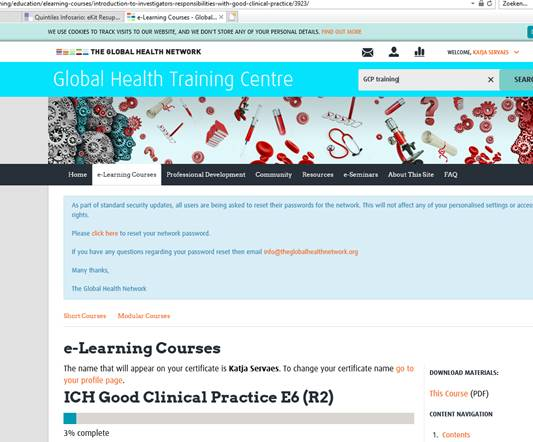 ning/education/elearning-courses/introduction-to-investigators-responsibilities-with-good-clinical-practice/3923/
Zoeken...
Quintiles Infosario: eKit Resup...
e-Learning Courses - Global...
WE USE COOKIES TO TRACK VISITS TO OUR WEBSITE, AND WE DON'T STORE ANY OF YOUR PERSONAL DETAILS. FIND OUT MORE
THE GLOBAL HEALTH NETWORK
WELCOME, KATJA SERVAES
Global Health Training Centre
GCP training
SEAR
Home e-Learning Courses Professional Development Community Resources e-Seminars About This Site FAQ
As part of standard security updates, all users are being asked to reset their passwords for the network. This will not affect any of your personalised settings or acces
rights.
Please click here to reset your network password.
If you have any questions regarding your password reset then email info@theglobalhealthnetwork.org
Many thanks,
The Global Health Network
Short Courses Modular Courses
e-Learning Courses
The name that will appear on your certificate is Katja Servaes. To change your certificate name go to
your profile page.
ICH Good Clinical Practice E6 (R2)
3% complete
DOWNLOAD MATERIALS:
This Course (PDF)
CONTENT NAVIGATION
1. Contents